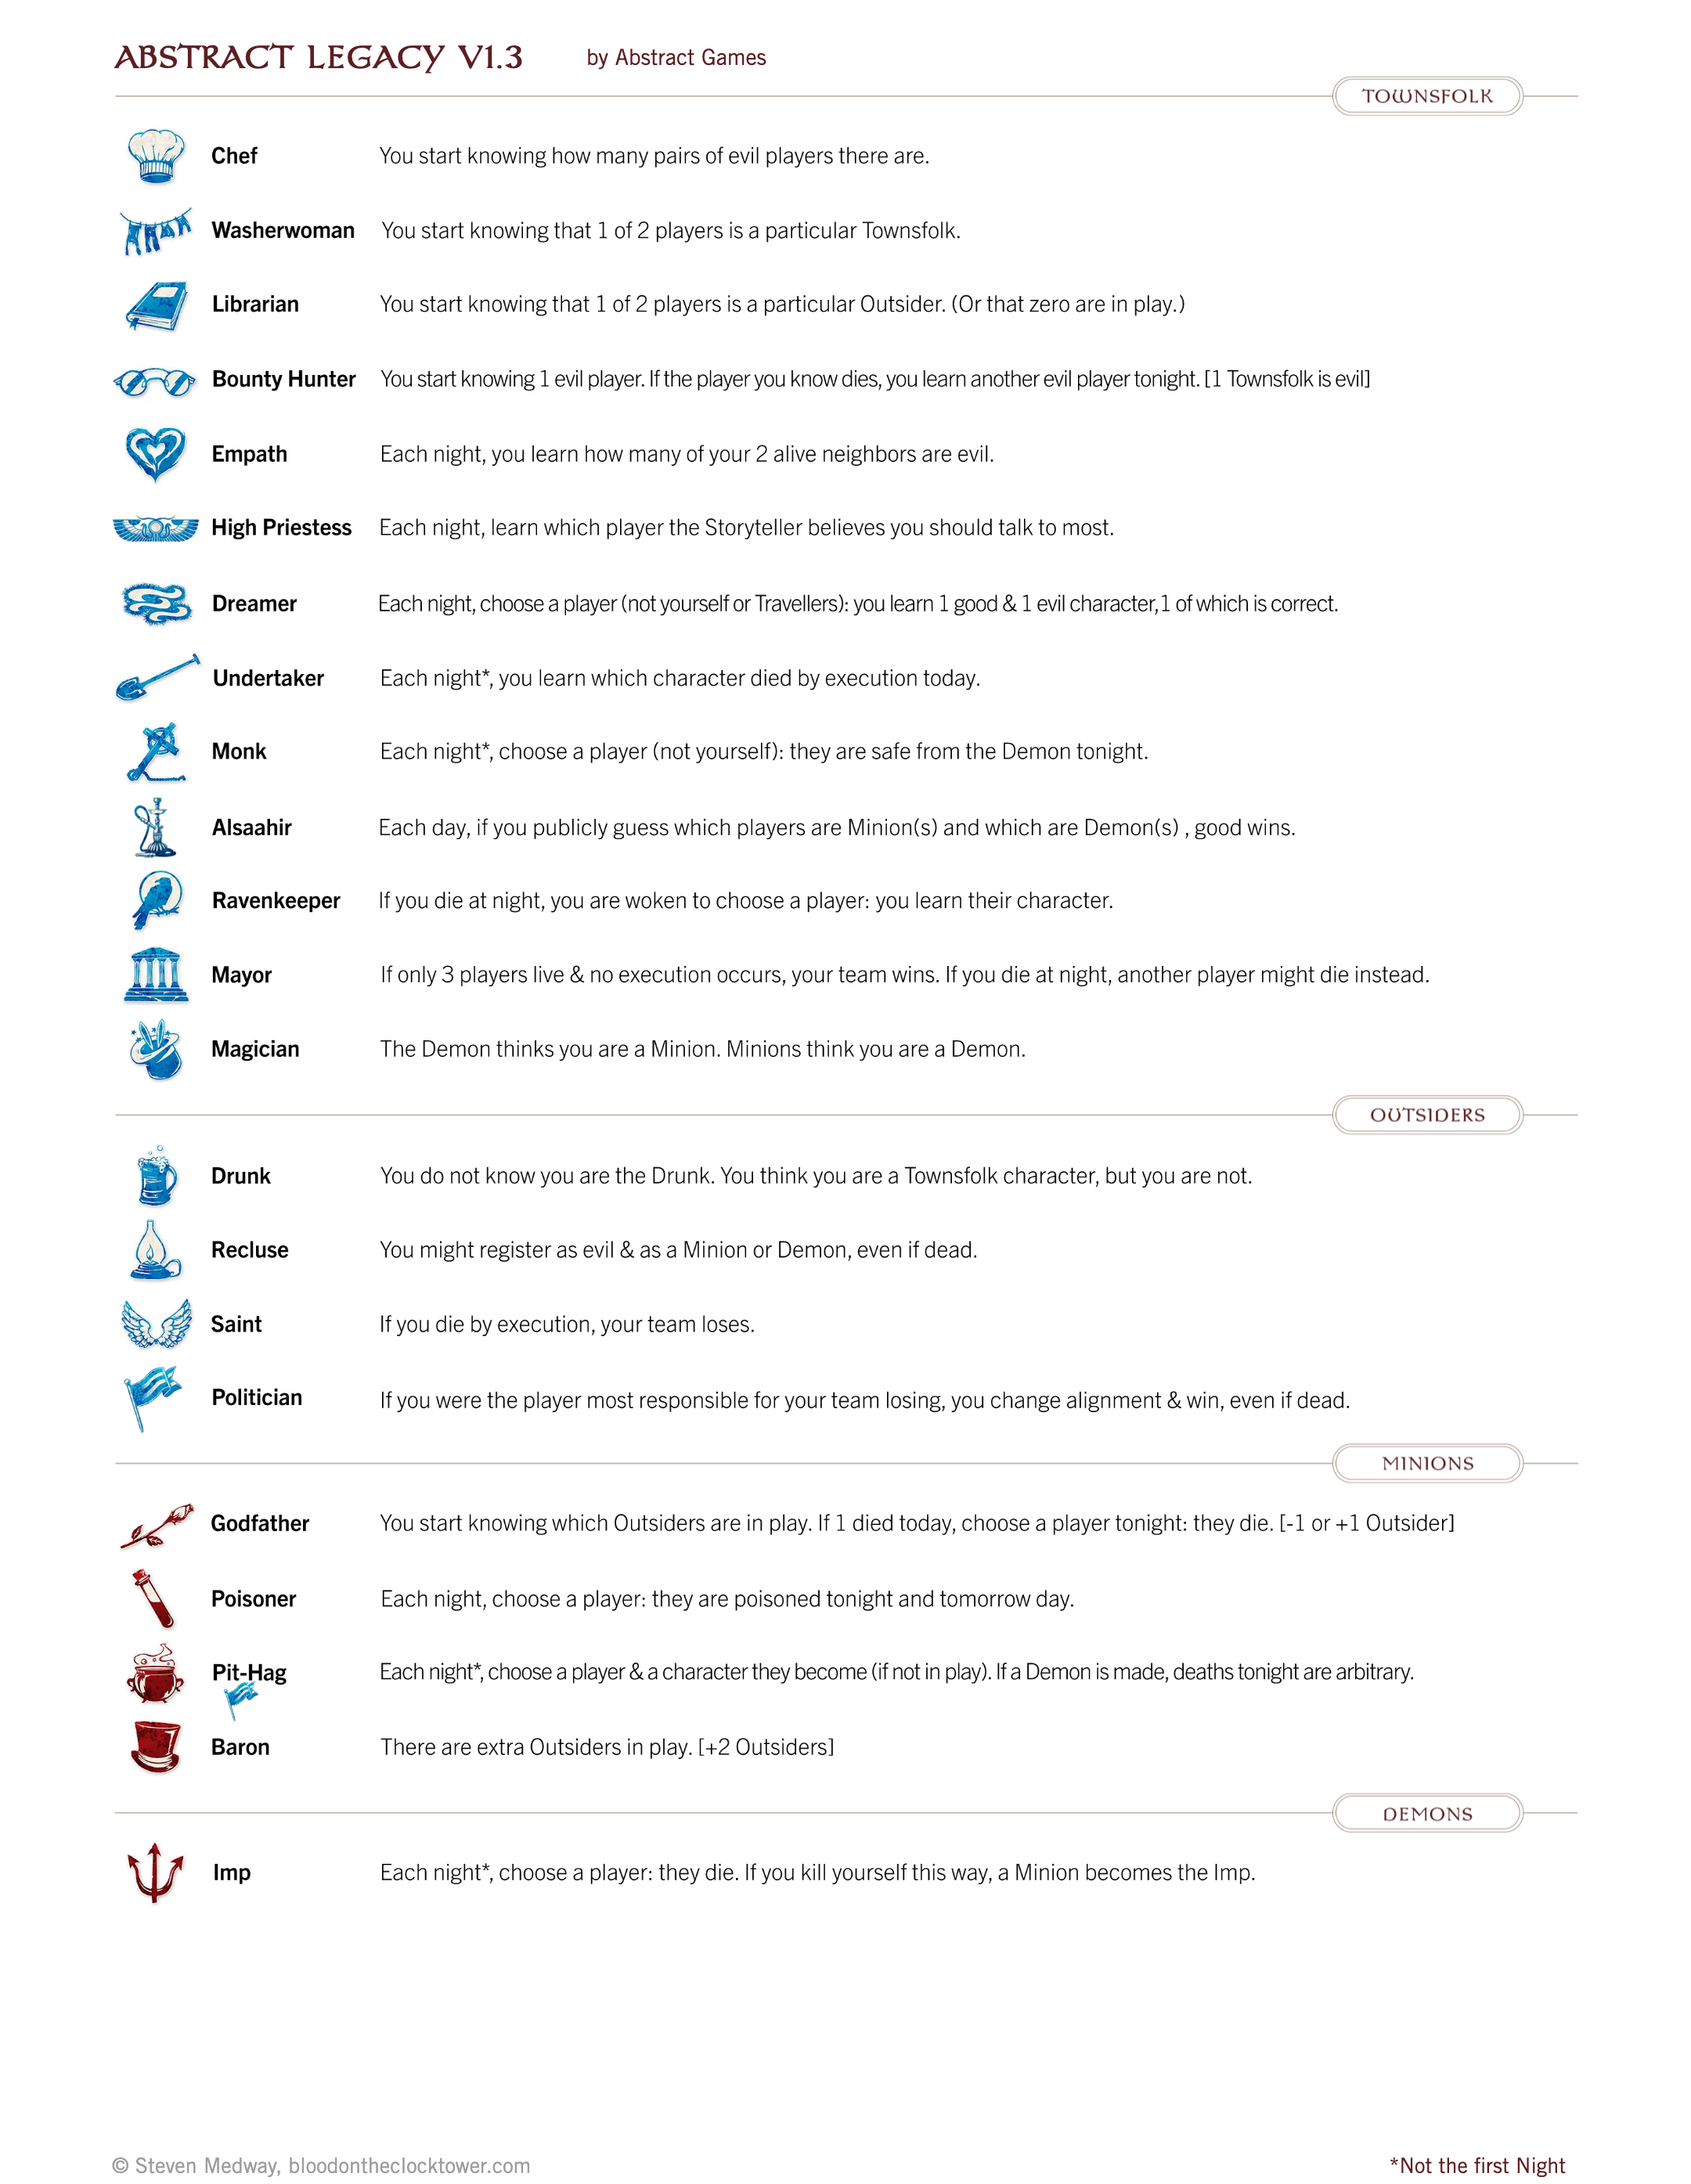 ABSTRACT LEGACY V1.3 by Abstract Games
TOWNSFOLK
Chef You start knowing how many pairs of evil players there are.
Washerwoman You start knowing that 1 of 2 players is a particular Townsfolk.
Librarian You start knowing that 1 of 2 players is a particular Outsider. (Or that zero are in play.)
Bounty Hunter You start knowing 1 evil player. If the player you know dies, you learn another evil player tonight. [1 Townsfolk is evil]
Empath Each night, you learn how many of your 2 alive neighbors are evil.
High Priestess Each night, learn which player the Storyteller believes you should talk to most.
Dreamer Each night, choose a player (not yourself or Travellers): you learn 1 good & 1 evil character,1 of which is correct.
Undertaker Each night*, you learn which character died by execution today.
Monk Each night*, choose a player (not yourself): they are safe from the Demon tonight.
Alsaahir Each day, if you publicly guess which players are Minion(s) and which are Demon(s) , good wins.
Ravenkeeper If you die at night, you are woken to choose a player: you learn their character.
Mayor If only 3 players live & no execution occurs, your team wins. If you die at night, another player might die instead.
Magician The Demon thinks you are a Minion. Minions think you are a Demon.
OUTSIDERS
Drunk You do not know you are the Drunk. You think you are a Townsfolk character, but you are not.
Recluse You might register as evil & as a Minion or Demon, even if dead.
Saint If you die by execution, your team loses.
Politician If you were the player most responsible for your team losing, you change alignment & win, even if dead.
MINIONS
Godfather You start knowing which Outsiders are in play. If 1 died today, choose a player tonight: they die. [-1 or +1 Outsider]
Poisoner Each night, choose a player: they are poisoned tonight and tomorrow day.
Pit-Hag Each night*, choose a player & a character they become (if not in play). If a Demon is made, deaths tonight are arbitrary.
Baron There are extra Outsiders in play. [+2 Outsiders]
DEMONS
Imp Each night*, choose a player: they die. If you kill yourself this way, a Minion becomes the Imp.
© Steven Medway, bloodontheclocktower.com *Not the first Night